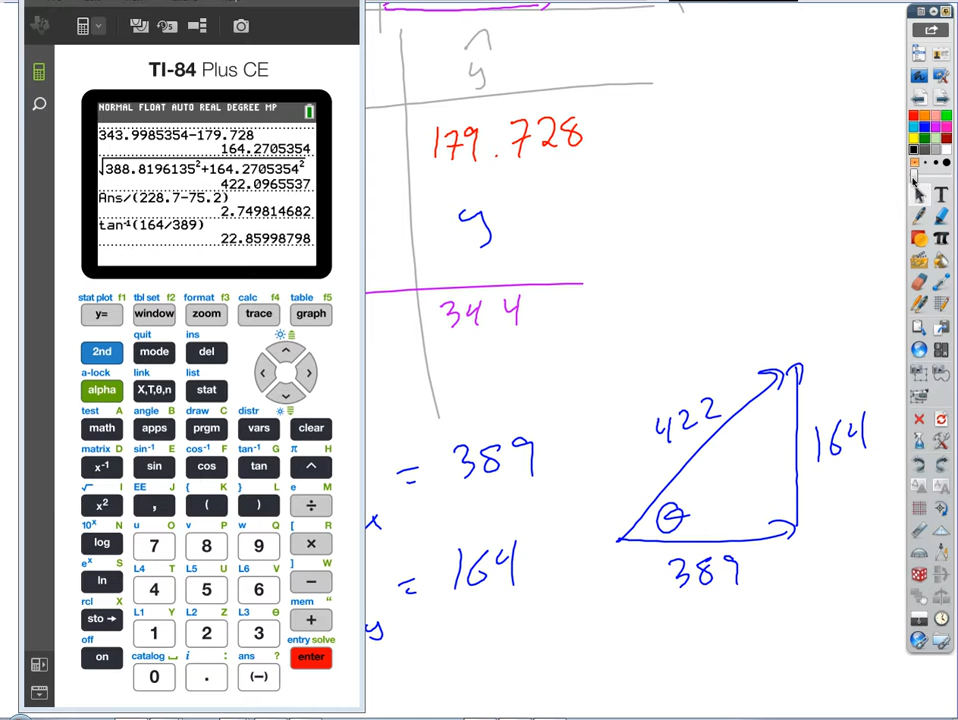 TI-84 Plus CE
NORMAL FLOAT AUTO REAL DEGREE MP
343.9985354-179.728
164.2705354
√388.8196135²+164.2705354²
422.0965537
Ans/(228.7-75.2)
2.749814682
tan⁻¹(164/389)
22.85998798
stat plot f1 tbl set f2 format f3 calc f4 table f5
y= window zoom trace graph
quit ins
2nd mode del
a-lock link list
alpha X,T,θ,n stat
test A angle B draw C distr
math apps prgm vars clear
matrix D sin⁻¹ E cos⁻¹ F tan⁻¹ G π H
x⁻¹ sin cos tan ^
√ I EE J { K } L e M
x² , ( ) ÷
10ˣ N u O v P w Q [ R
log 7 8 9 ×
eˣ S L4 T L5 U L6 V ] W
ln 4 5 6 −
rcl X L1 Y L2 Z L3 θ mem "
sto→ 1 2 3 +
off catalog ␣ i : ans ? entry solve
on 0 . (−) enter
y
179.728
y
344
= 389
x
= 164
y
422
164
θ
389
T
π